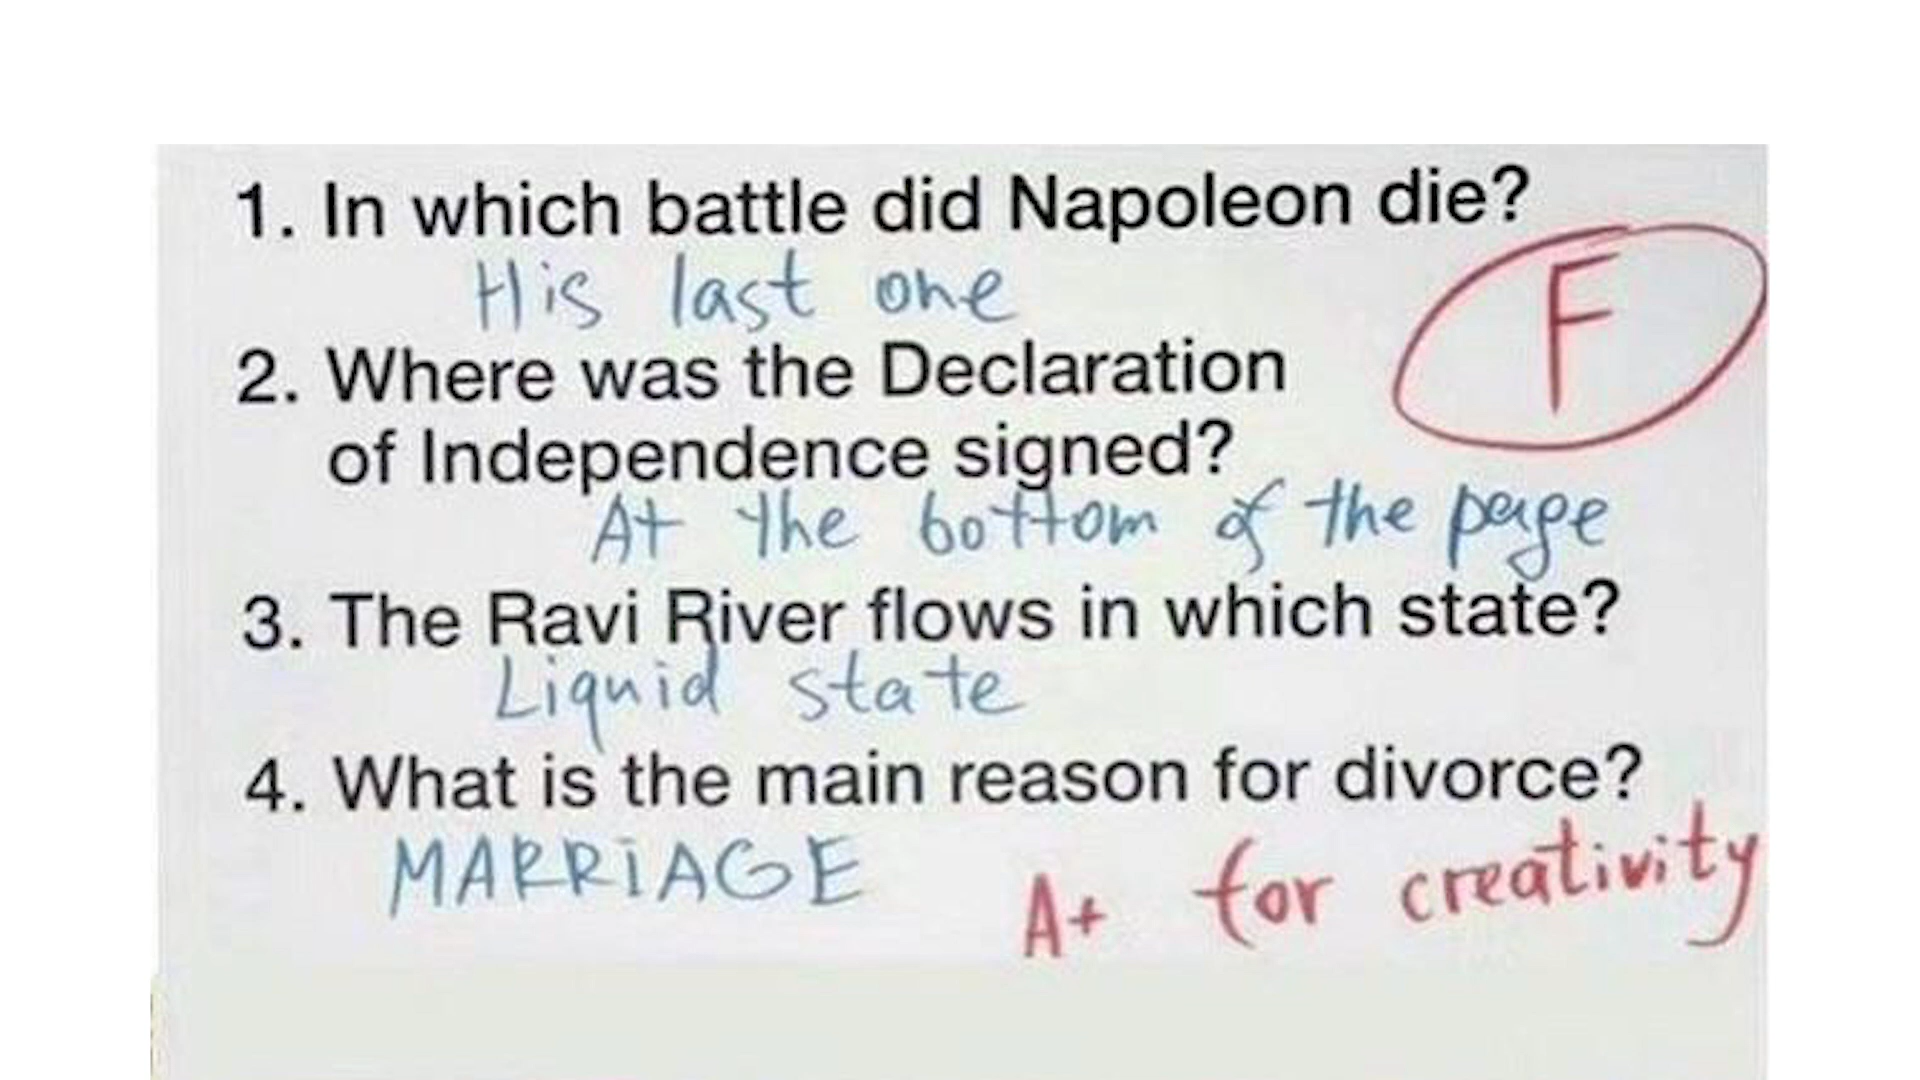 1. In which battle did Napoleon die?
His last one
F
2. Where was the Declaration
of Independence signed?
At the bottom of the page
3. The Ravi River flows in which state?
Liquid state
4. What is the main reason for divorce?
MARRiAGE
A+ for creativity